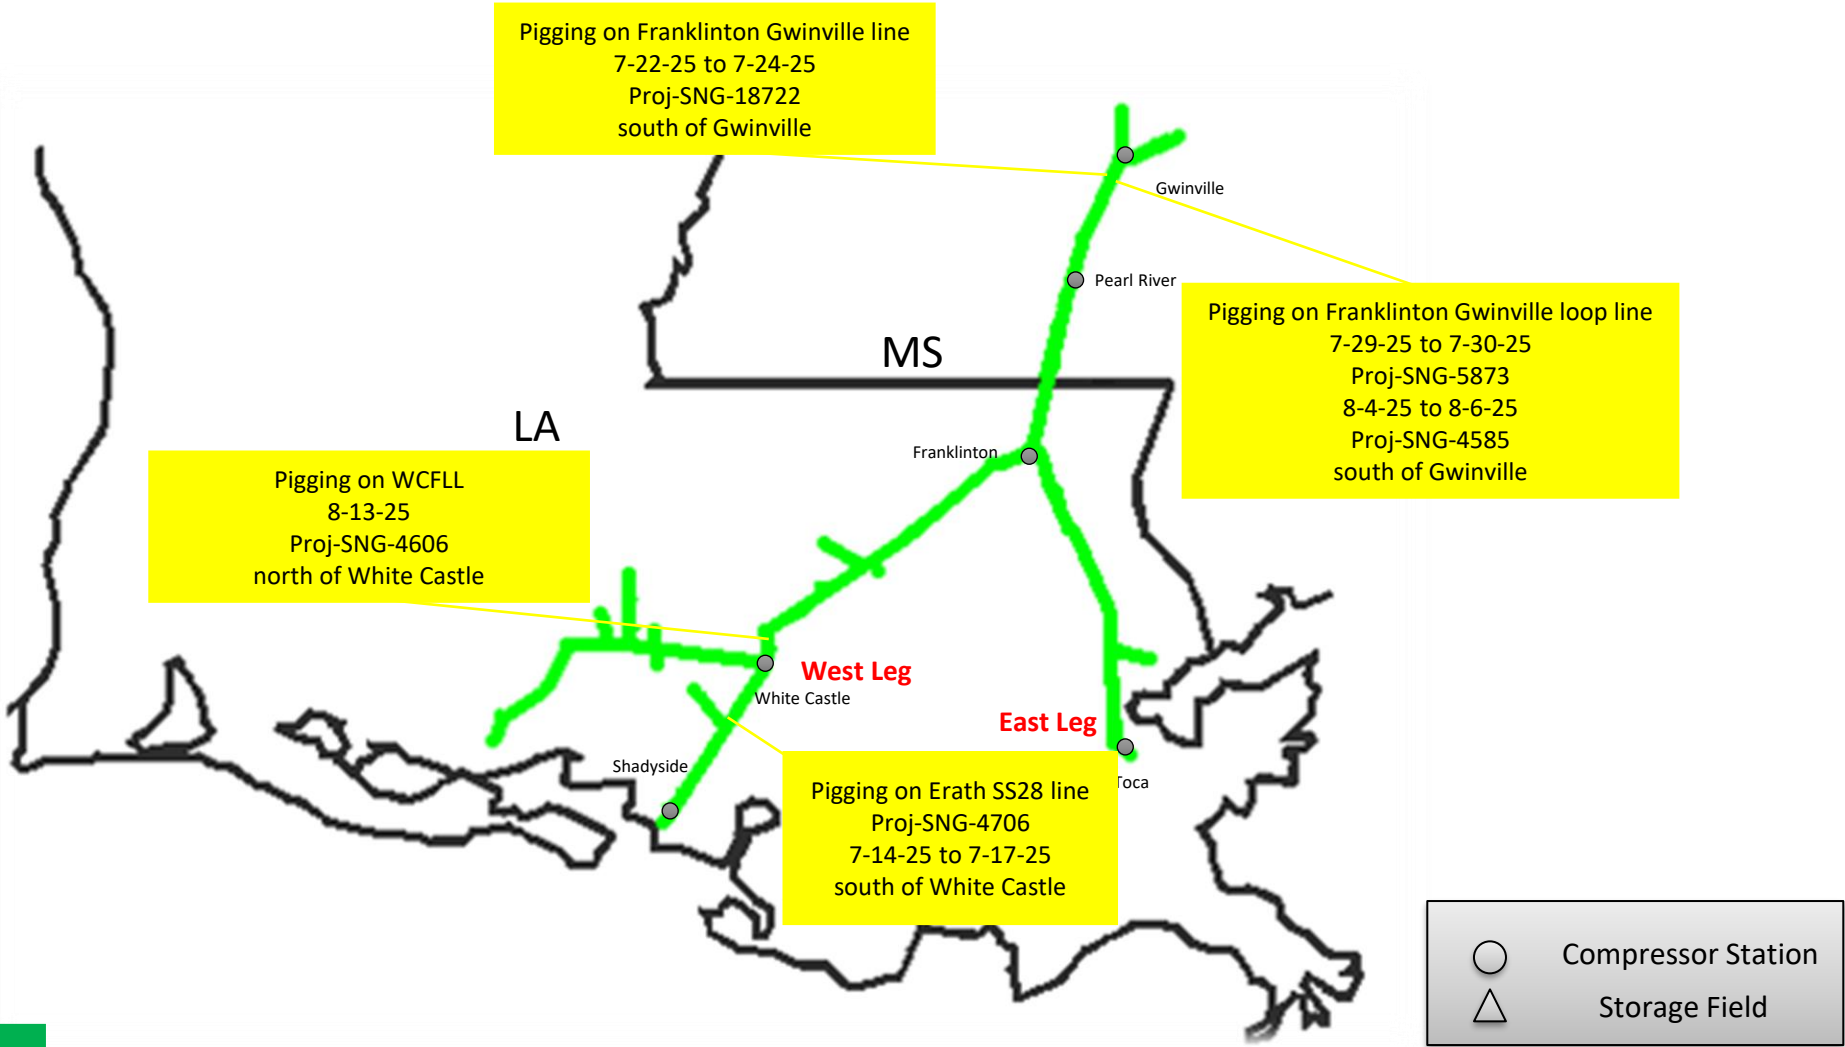 Pigging on Franklinton Gwinville line
7-22-25 to 7-24-25
Proj-SNG-18722
south of Gwinville
Gwinville
Pearl River
Pigging on Franklinton Gwinville loop line
7-29-25 to 7-30-25
Proj-SNG-5873
8-4-25 to 8-6-25
Proj-SNG-4585
south of Gwinville
MS
LA
Franklinton
Pigging on WCFLL
8-13-25
Proj-SNG-4606
north of White Castle
West Leg
White Castle
East Leg
Shadyside
Toca
Pigging on Erath SS28 line
Proj-SNG-4706
7-14-25 to 7-17-25
south of White Castle
Compressor Station
Storage Field